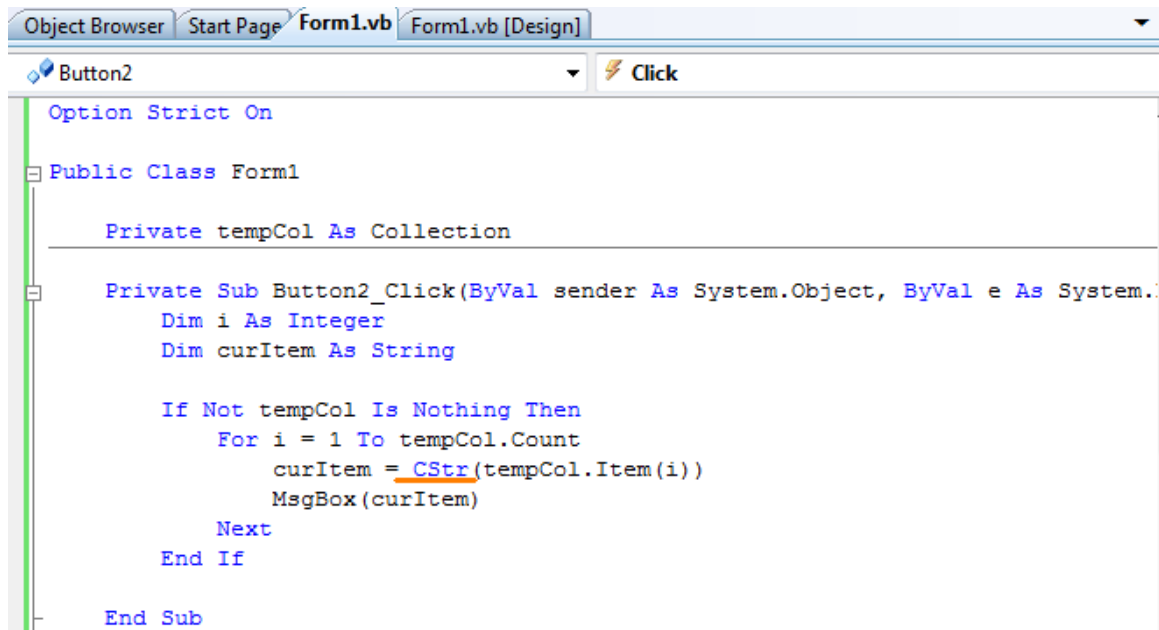 Object Browser Start Page Form1.vb Form1.vb [Design]
Button2 Click
Option Strict On
Public Class Form1
Private tempCol As Collection
Private Sub Button2_Click(ByVal sender As System.Object, ByVal e As System.
Dim i As Integer
Dim curItem As String
If Not tempCol Is Nothing Then
For i = 1 To tempCol.Count
curItem = CStr(tempCol.Item(i))
MsgBox(curItem)
Next
End If
End Sub